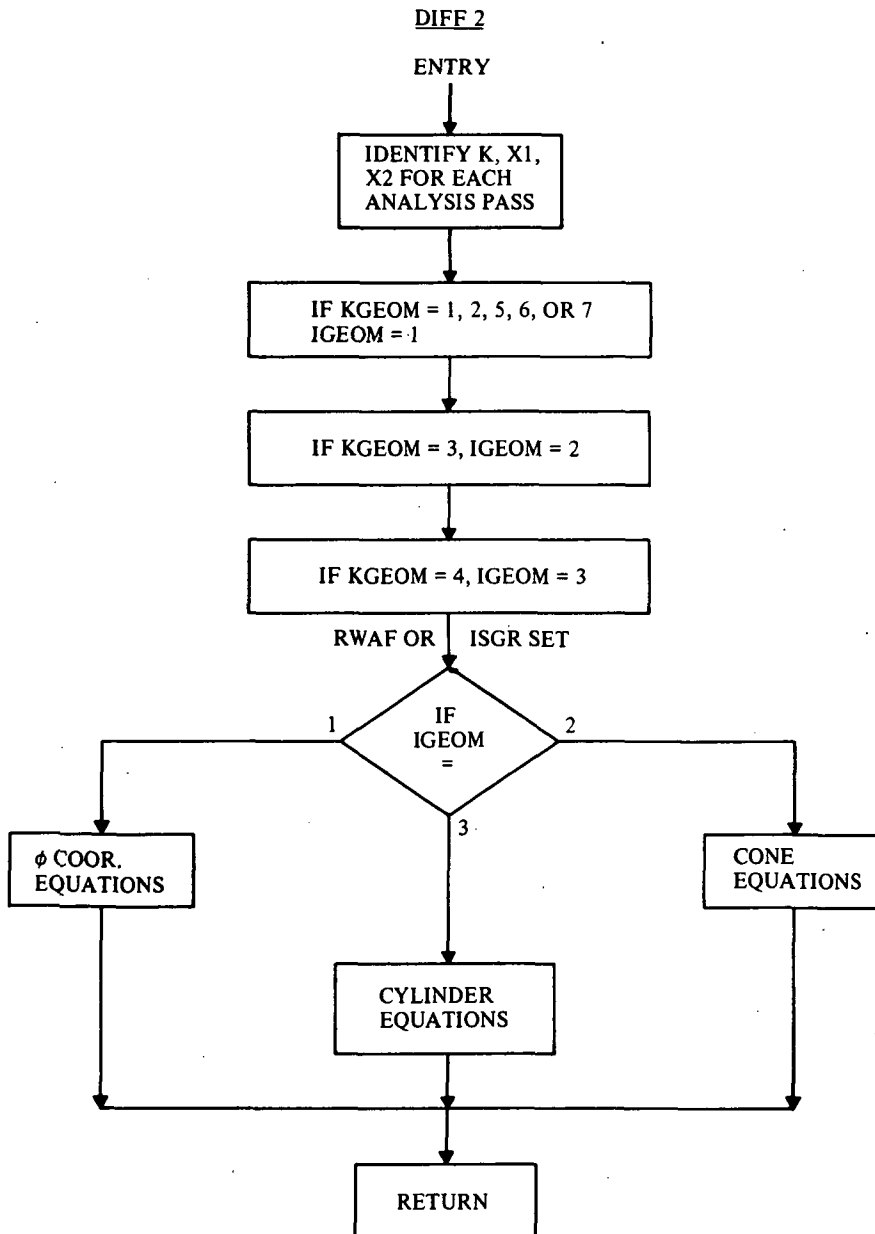 DIFF 2
ENTRY
IDENTIFY K, X1,
X2 FOR EACH
ANALYSIS PASS
IF KGEOM = 1, 2, 5, 6, OR 7
IGEOM = 1
IF KGEOM = 3, IGEOM = 2
IF KGEOM = 4, IGEOM = 3
RWAF OR ISGR SET
1
IF
IGEOM
=
2
3
φ COOR.
EQUATIONS
CONE
EQUATIONS
CYLINDER
EQUATIONS
RETURN